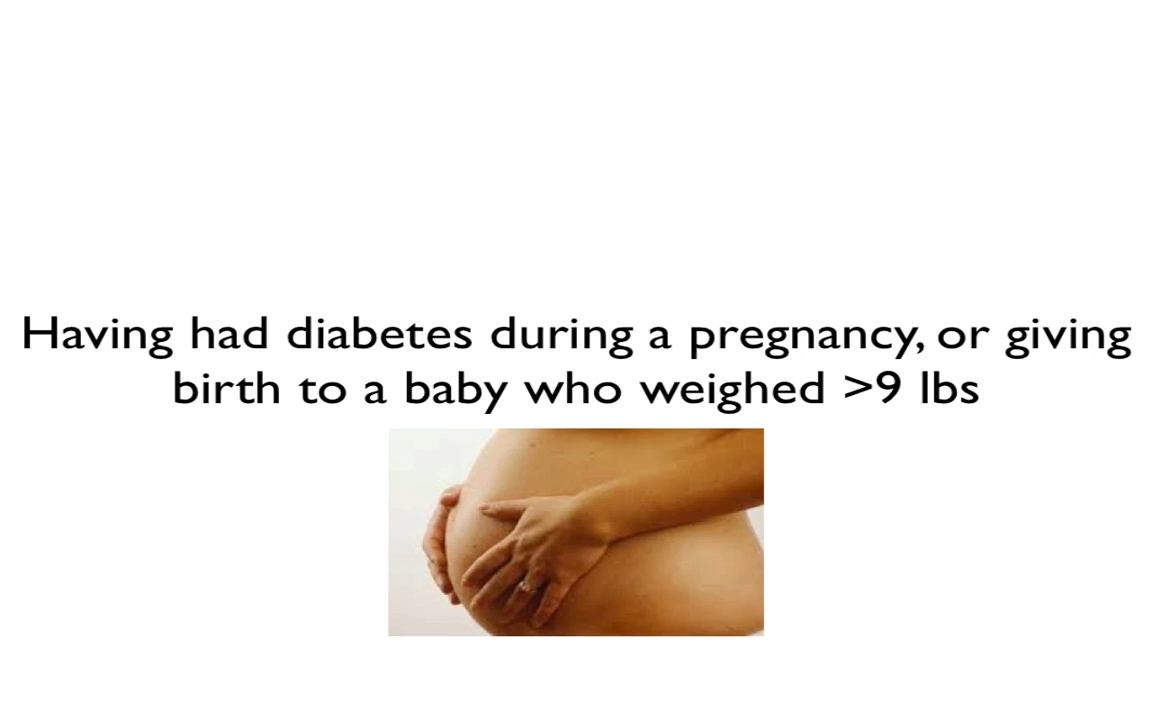 Having had diabetes during a pregnancy, or giving
birth to a baby who weighed >9 lbs